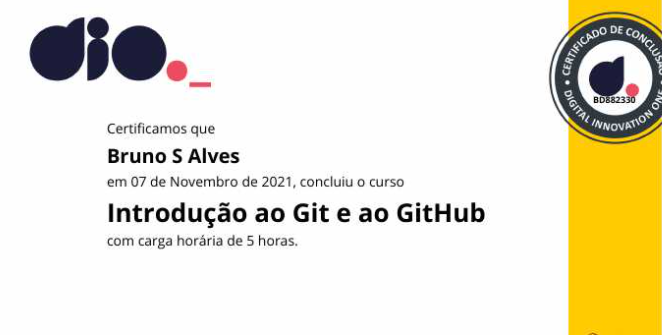 dio.
Certificamos que
Bruno S Alves
em 07 de Novembro de 2021, concluiu o curso
Introdução ao Git e ao GitHub
com carga horária de 5 horas.
CERTIFICADO DE CONCLUSÃO
DIGITAL INNOVATION ONE
d.
BD882330